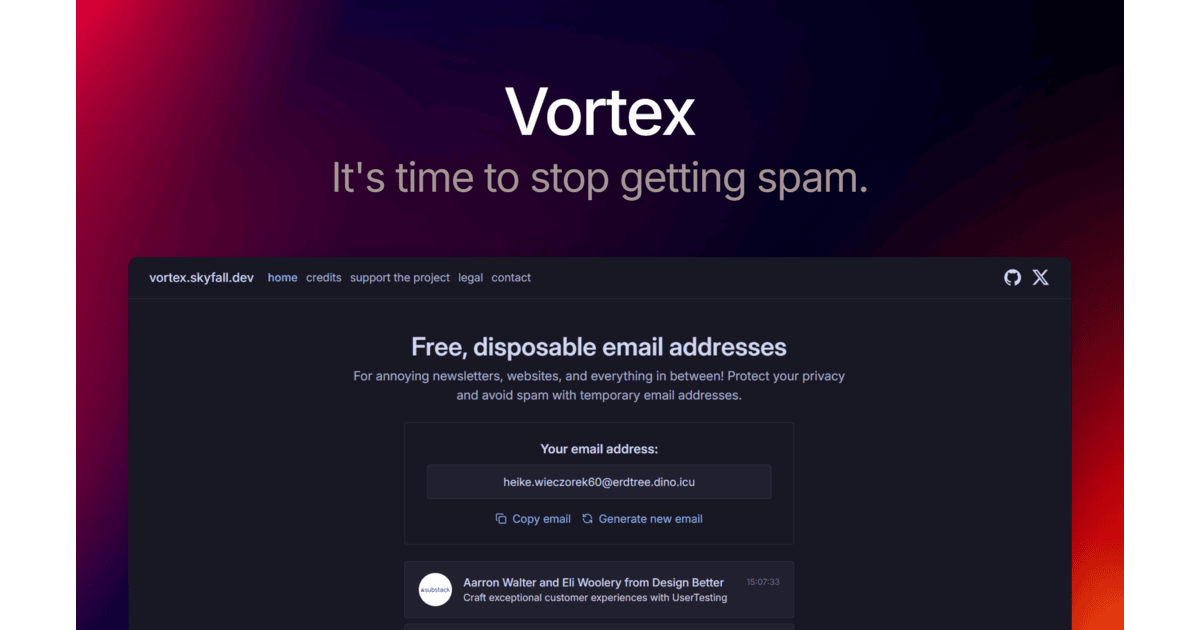 Vortex
It's time to stop getting spam.
vortex.skyfall.dev home credits support the project legal contact
Free, disposable email addresses
For annoying newsletters, websites, and everything in between! Protect your privacy
and avoid spam with temporary email addresses.
Your email address:
heike.wieczorek60@erdtree.dino.icu
Copy email Generate new email
Aarron Walter and Eli Woolery from Design Better 15:07:33
substack
Craft exceptional customer experiences with UserTesting